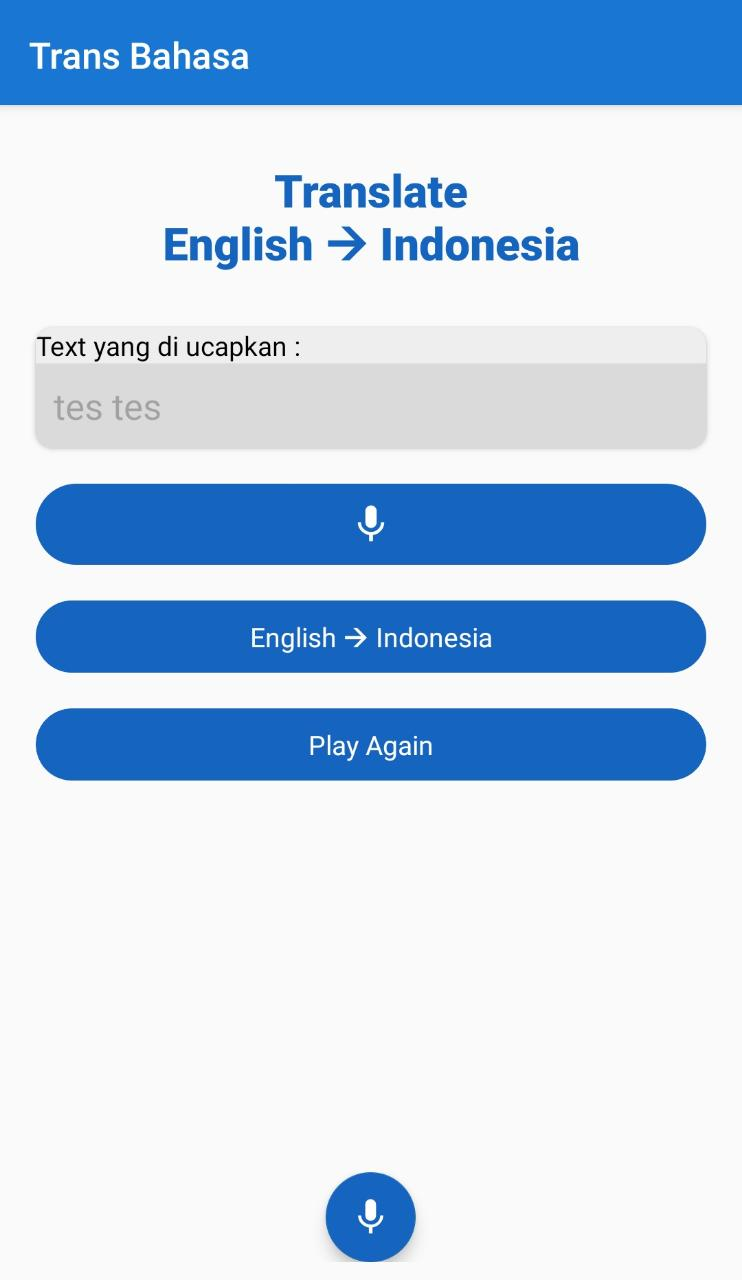 Trans Bahasa
Translate
English → Indonesia
Text yang di ucapkan :
tes tes
English → Indonesia
Play Again